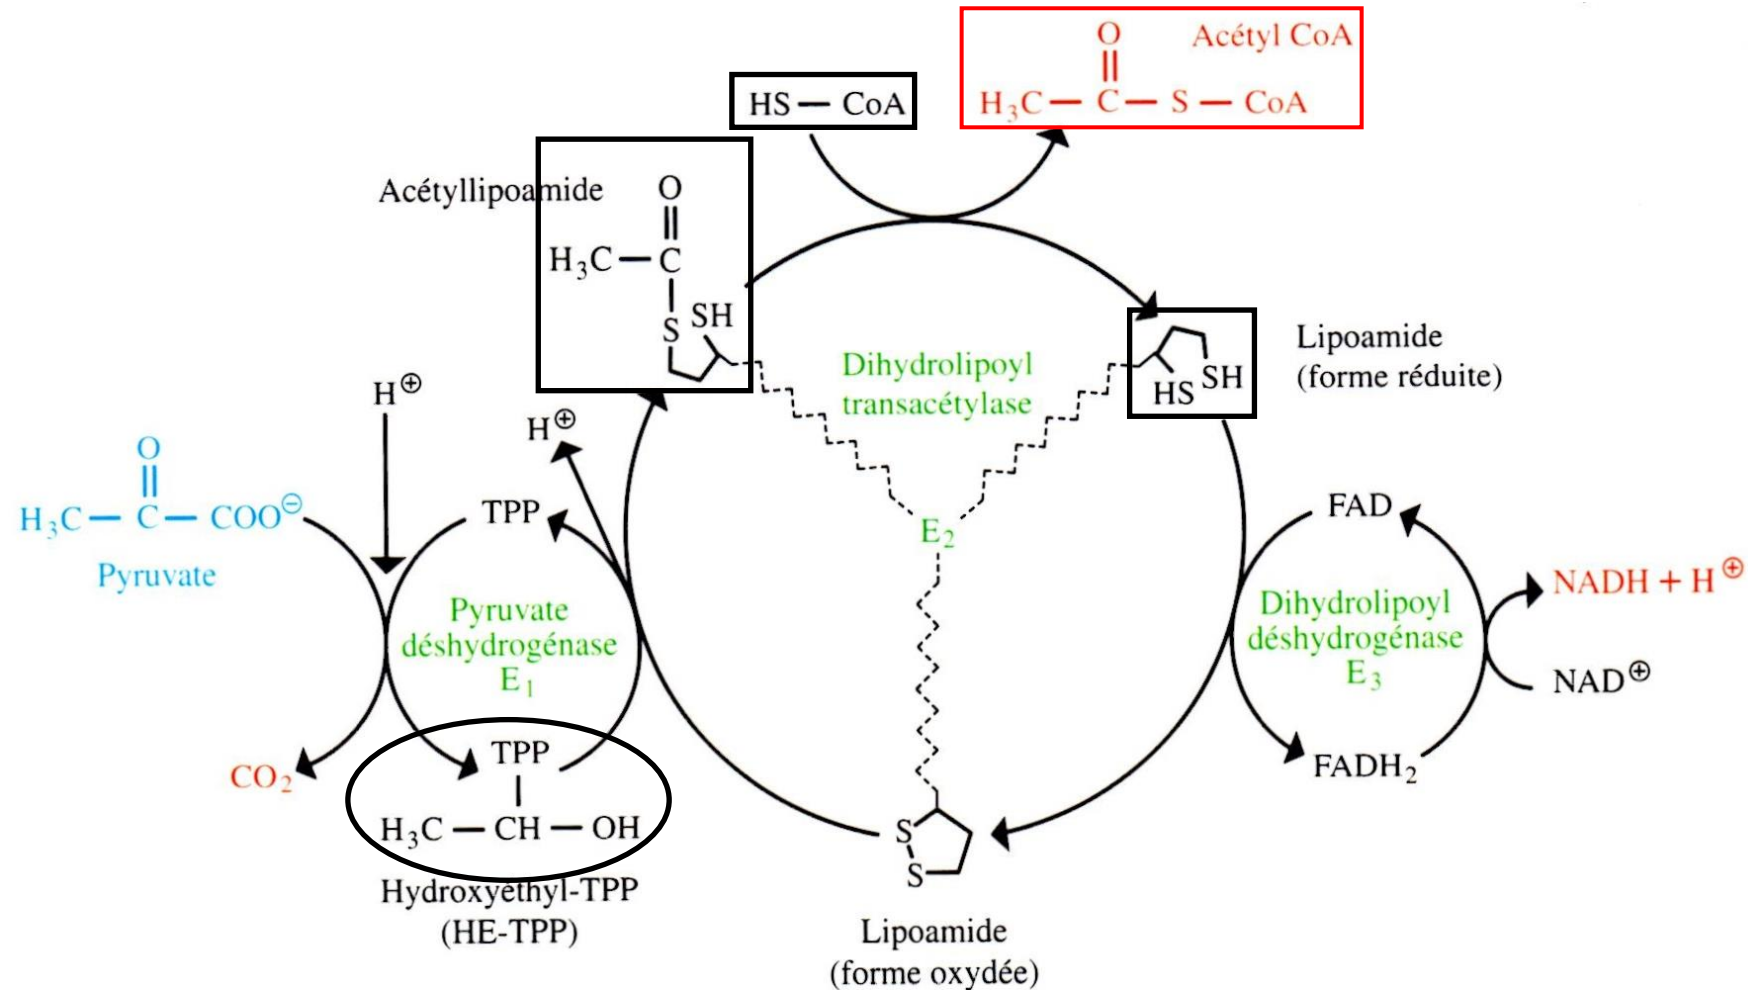 O
Acétyl CoA
H₃C — C — S — CoA
HS — CoA
Acétyllipoamide
O
H₃C — C
S
SH
Lipoamide
(forme réduite)
HS
SH
Dihydrolipoyl
transacétylase
E₂
H⊕
H⊕
O
H₃C — C — COO⊖
Pyruvate
TPP
Pyruvate
déshydrogénase
E₁
CO₂
TPP
H₃C — CH — OH
Hydroxyéthyl-TPP
(HE-TPP)
FAD
Dihydrolipoyl
déshydrogénase
E₃
FADH₂
NADH + H⊕
NAD⊕
S
S
Lipoamide
(forme oxydée)